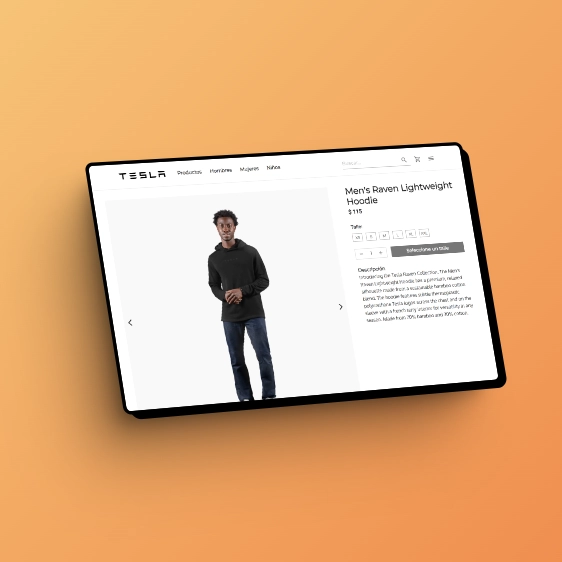 TESLA
Productos Hombres Mujeres Niños
Men's Raven Lightweight
Hoodie
$ 115
Talle
XS S M L XL XXL
− 1 +
Seleccione un talle
Descripción
Introducing the Tesla Raven Collection. The Men's
Raven Lightweight Hoodie has a premium, relaxed
silhouette made from a sustainable bamboo cotton
blend. The hoodie features subtle thermoplastic
polyurethane Tesla logos across the chest and on the
sleeve with a french terry interior for versatility in any
season. Made from 70% bamboo and 30% cotton.